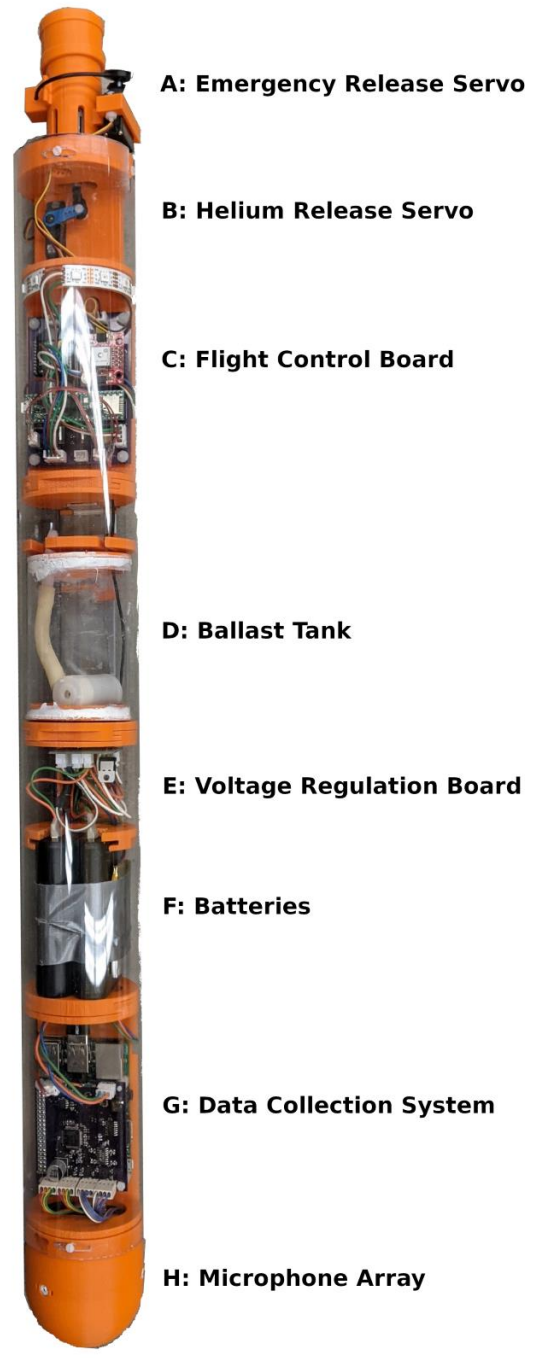 A: Emergency Release Servo
B: Helium Release Servo
C: Flight Control Board
D: Ballast Tank
E: Voltage Regulation Board
F: Batteries
G: Data Collection System
H: Microphone Array